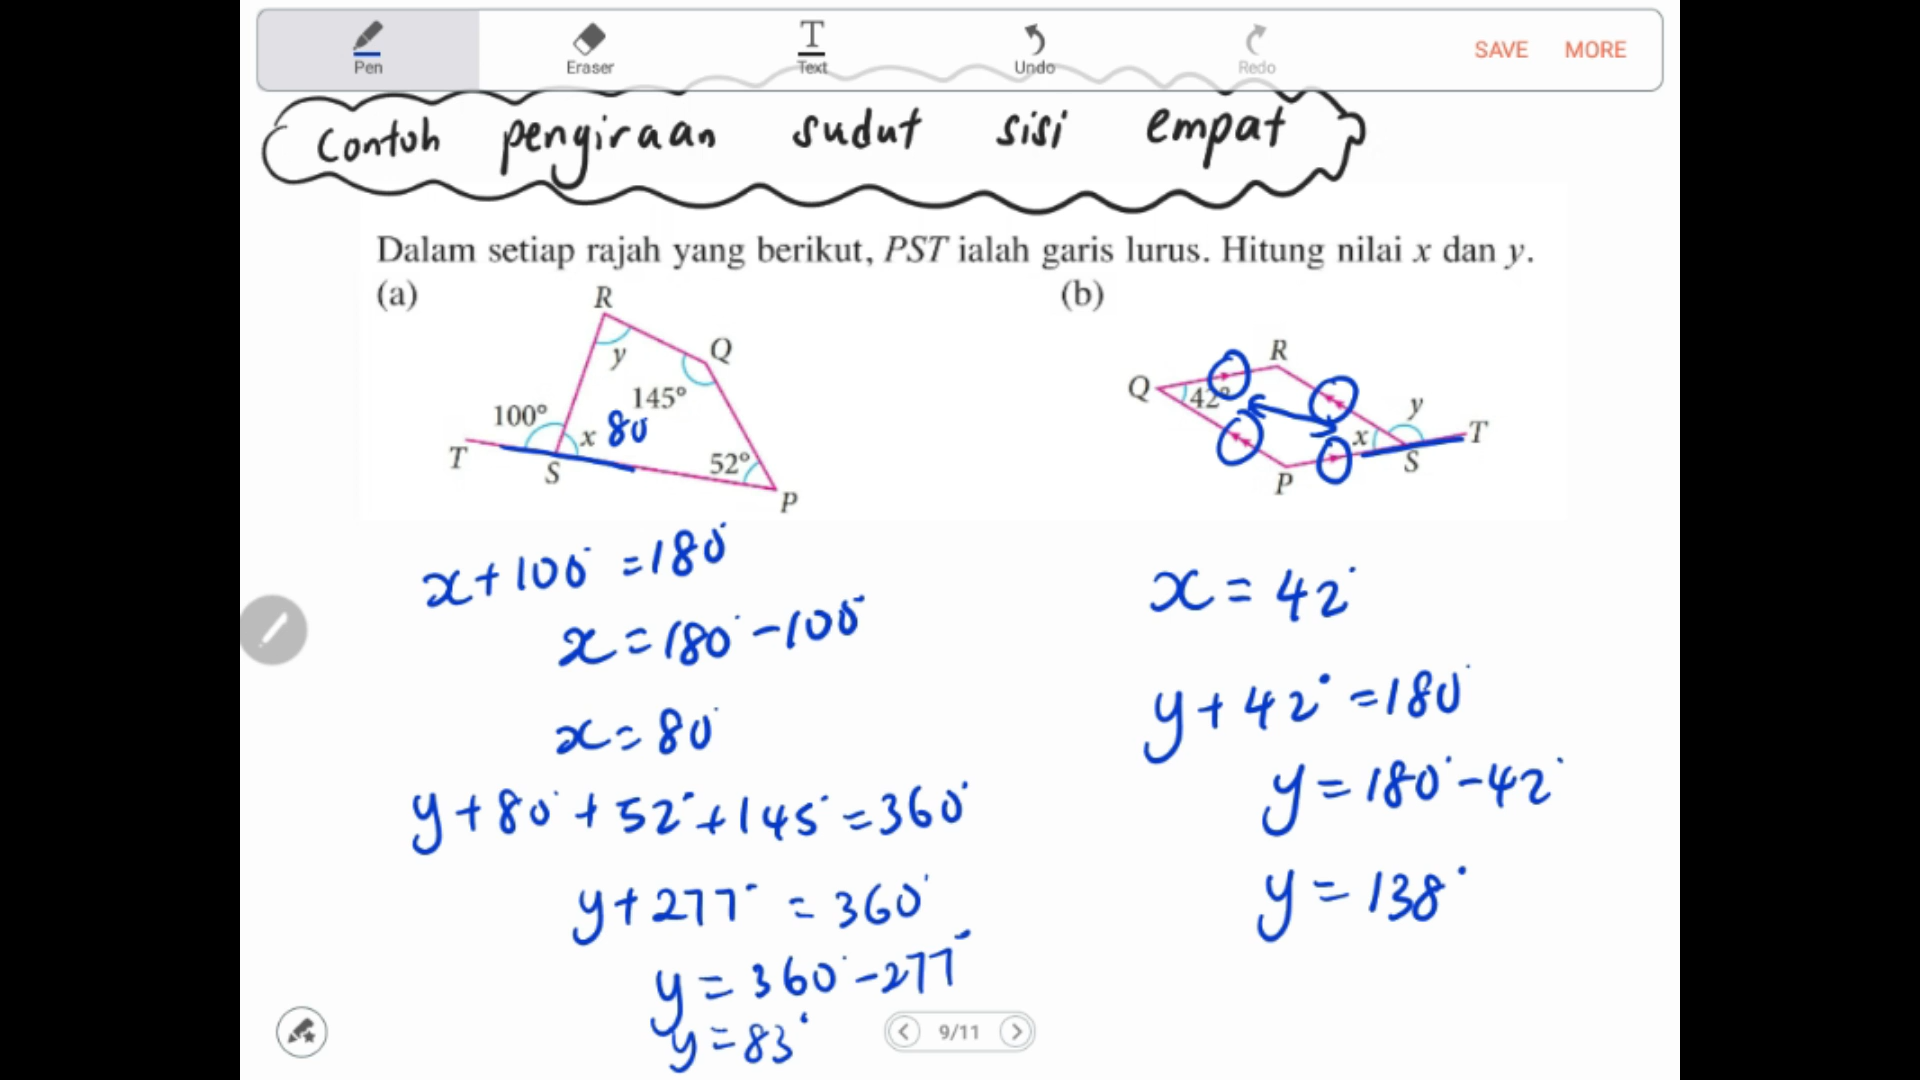 Pen Eraser Text Undo Redo SAVE MORE
Contoh pengiraan sudut sisi empat
Dalam setiap rajah yang berikut, PST ialah garis lurus. Hitung nilai x dan y.
(a)
R
y
Q
145°
100°
x 80
T
S
52°
P
x + 100° = 180°
x = 180° - 100°
x = 80°
y + 80° + 52° + 145° = 360°
y + 277° = 360°
y = 360° - 277°
y = 83°
(b)
R
Q
42°
y
x
T
S
P
x = 42°
y + 42° = 180°
y = 180° - 42°
y = 138°
9/11